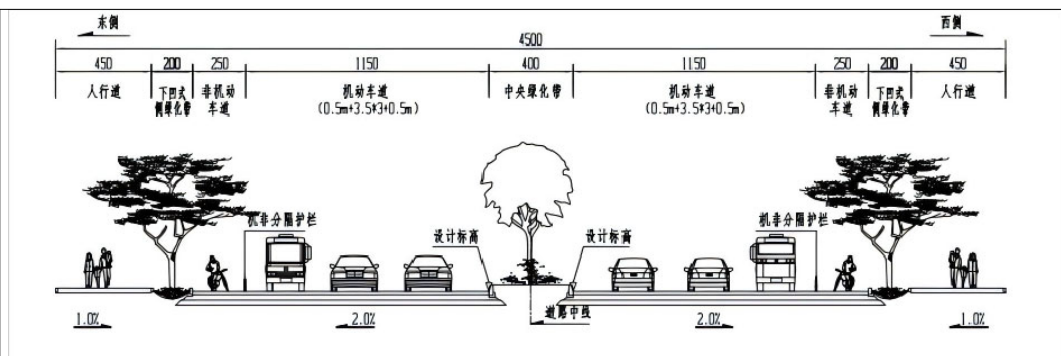 东侧
西侧
4500
450
200
250
1150
400
1150
250
200
450
人行道
下凹式
侧绿化带
非机动
车道
机动车道
(0.5m+3.5*3+0.5m)
中央绿化带
机动车道
(0.5m+3.5*3+0.5m)
非机动
车道
下凹式
侧绿化带
人行道
机非分隔护栏
设计标高
设计标高
机非分隔护栏
道路中线
1.0%
2.0%
2.0%
1.0%